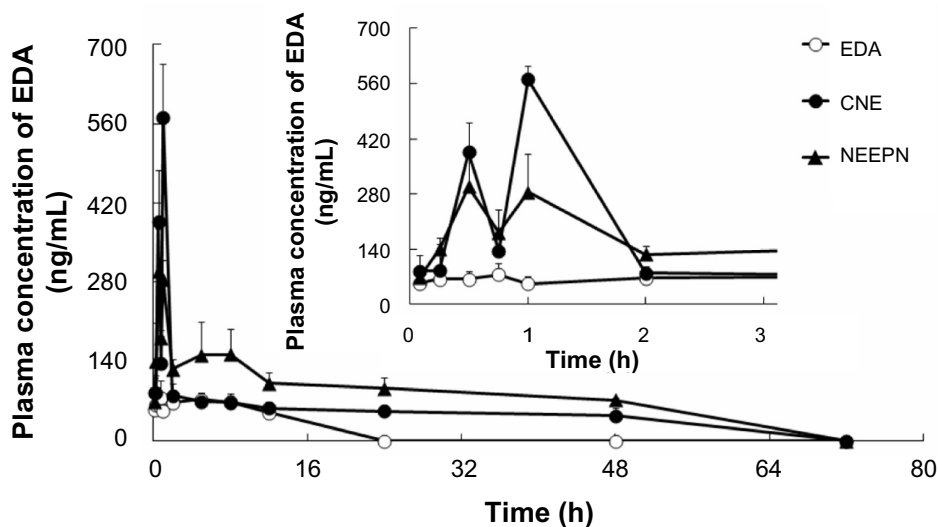 Plasma concentration of EDA
(ng/mL)
700
560
420
280
140
0
0
16
32
48
64
80
Time (h)
Plasma concentration of EDA
(ng/mL)
700
560
420
280
140
0
0
1
2
3
Time (h)
EDA
CNE
NEEPN